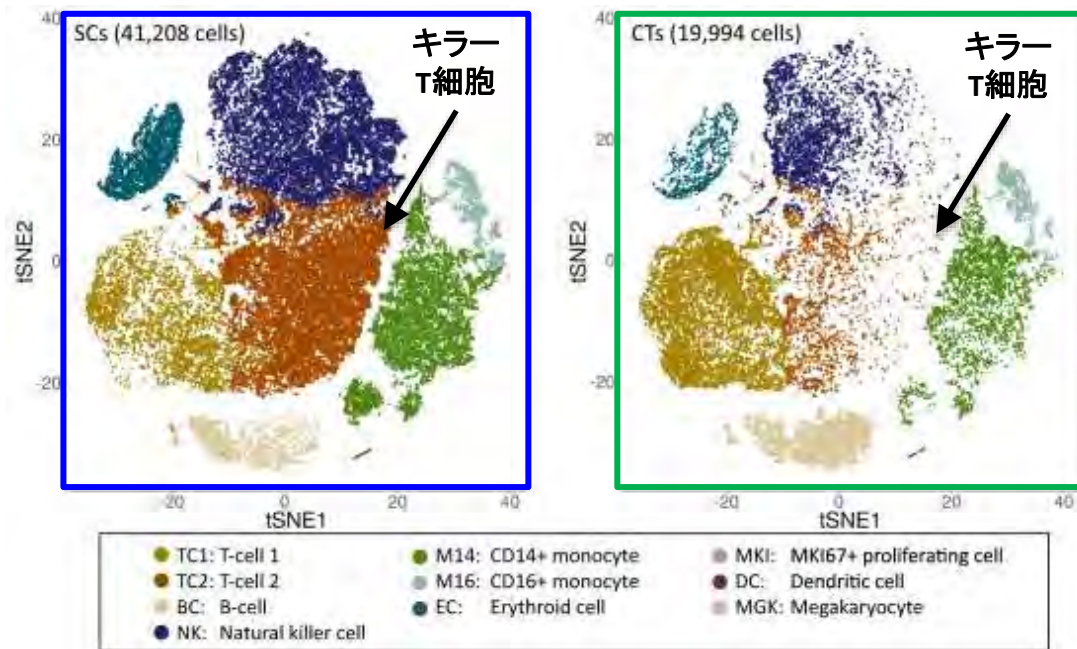 SCs (41,208 cells)
キラー
T細胞
40
20
0
-20
tSNE2
-20
0
20
40
tSNE1
CTs (19,994 cells)
キラー
T細胞
40
20
0
-20
tSNE2
-20
0
20
40
tSNE1
TC1: T-cell 1
TC2: T-cell 2
BC: B-cell
NK: Natural killer cell
M14: CD14+ monocyte
M16: CD16+ monocyte
EC: Erythroid cell
MKI: MKI67+ proliferating cell
DC: Dendritic cell
MGK: Megakaryocyte